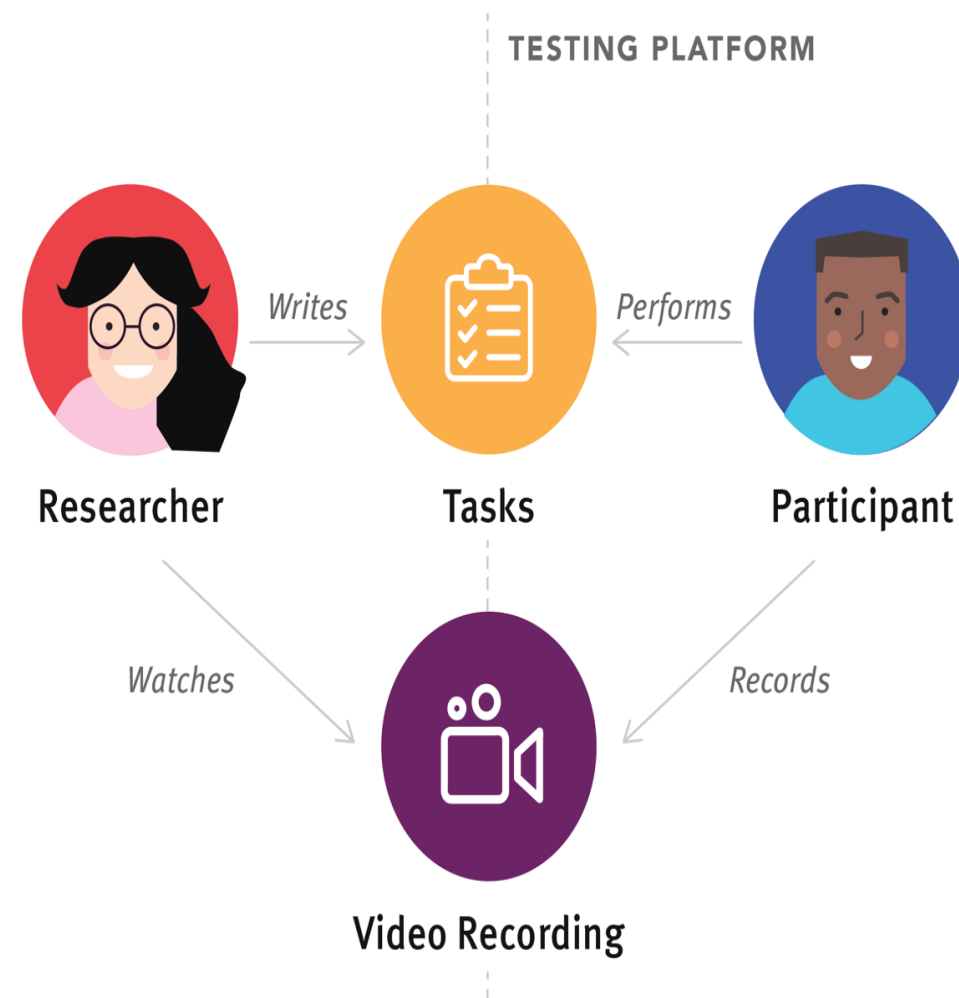 TESTING PLATFORM
Writes
Performs
Researcher
Tasks
Participant
Watches
Records
Video Recording